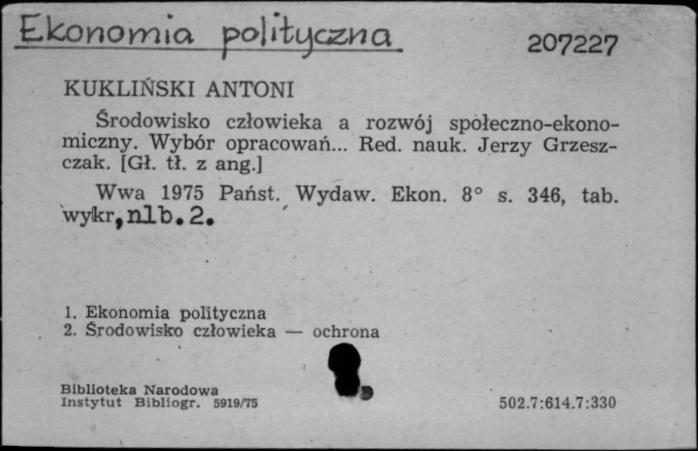 Ekonomia polityczna
207227
KUKLIŃSKI ANTONI
Środowisko człowieka a rozwój społeczno-ekono-
miczny. Wybór opracowań... Red. nauk. Jerzy Grzesz-
czak. [Gł. tł. z ang.]
Wwa 1975 Państ. Wydaw. Ekon. 8° s. 346, tab.
wykr, nlb. 2.
1. Ekonomia polityczna
2. Środowisko człowieka — ochrona
Biblioteka Narodowa
Instytut Bibliogr. 5919/75
502.7:614.7:330